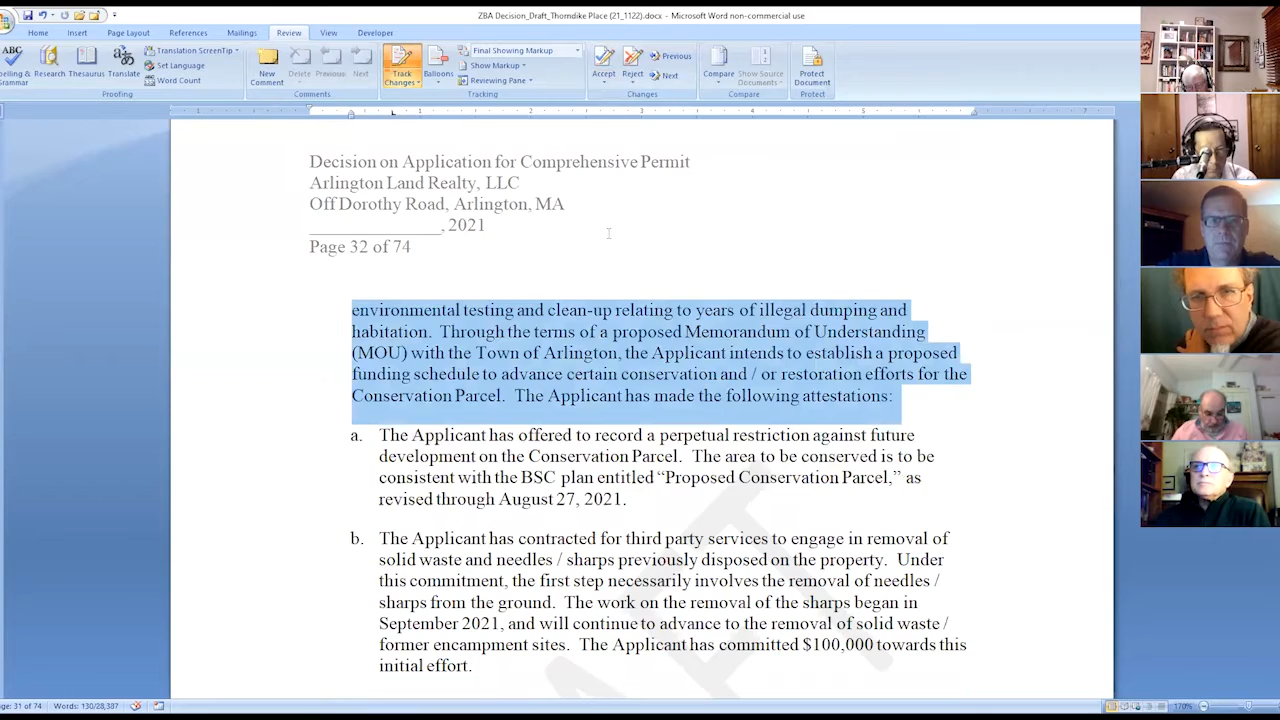 ZBA Decision_Draft_Thorndike Place (21_1122).docx - Microsoft Word non-commercial use
Home Insert Page Layout References Mailings Review View Developer
ABC Spelling & Grammar
Research
Thesaurus
Translate
Translation ScreenTip
Set Language
Word Count
Proofing
New Comment
Delete
Previous
Next
Comments
Track Changes
Balloons
Final Showing Markup
Show Markup
Reviewing Pane
Tracking
Accept
Reject
Previous
Next
Changes
Compare
Show Source Documents
Compare
Protect Document
Protect
Decision on Application for Comprehensive Permit
Arlington Land Realty, LLC
Off Dorothy Road, Arlington, MA
_______________, 2021
Page 32 of 74
environmental testing and clean-up relating to years of illegal dumping and
habitation. Through the terms of a proposed Memorandum of Understanding
(MOU) with the Town of Arlington, the Applicant intends to establish a proposed
funding schedule to advance certain conservation and / or restoration efforts for the
Conservation Parcel. The Applicant has made the following attestations:
a. The Applicant has offered to record a perpetual restriction against future
development on the Conservation Parcel. The area to be conserved is to be
consistent with the BSC plan entitled “Proposed Conservation Parcel,” as
revised through August 27, 2021.
b. The Applicant has contracted for third party services to engage in removal of
solid waste and needles / sharps previously disposed on the property. Under
this commitment, the first step necessarily involves the removal of needles /
sharps from the ground. The work on the removal of the sharps began in
September 2021, and will continue to advance to the removal of solid waste /
former encampment sites. The Applicant has committed $100,000 towards this
initial effort.
Page: 31 of 74 Words: 130/28,387
170%